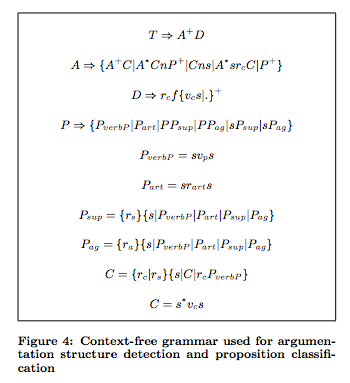 T ⇒ A⁺D
A ⇒ {A⁺C|A*CnP⁺|Cns|A*sr_cC|P⁺}
D ⇒ r_cf{v_cs|.}⁺
P ⇒ {P_verbP|P_art|PP_sup|PP_ag|sP_sup|sP_ag}
P_verbP = sv_ps
P_art = sr_arts
P_sup = {r_s}{s|P_verbP|P_art|P_sup|P_ag}
P_ag = {r_a}{s|P_verbP|P_art|P_sup|P_ag}
C = {r_c|r_s}{s|C|r_cP_verbP}
C = s*v_cs
Figure 4: Context-free grammar used for argumen-
tation structure detection and proposition classifi-
cation